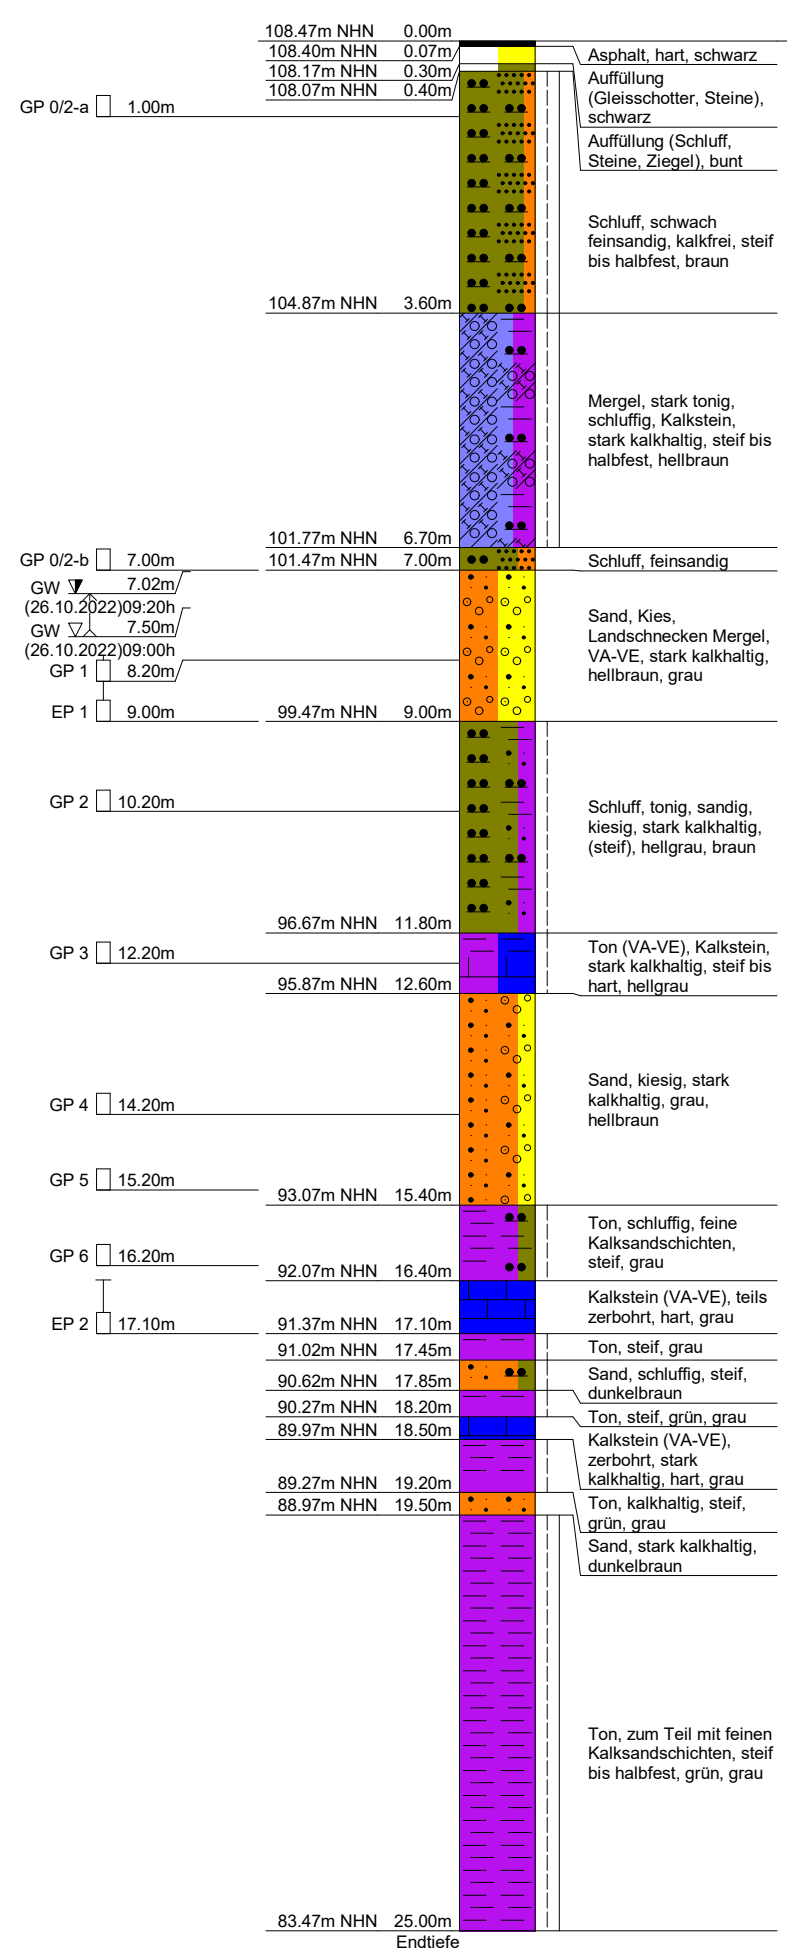 108.47m NHN 0.00m
108.40m NHN 0.07m
108.17m NHN 0.30m
108.07m NHN 0.40m
Asphalt, hart, schwarz
Auffüllung
(Gleisschotter, Steine),
schwarz
Auffüllung (Schluff,
Steine, Ziegel), bunt
GP 0/2-a 1.00m
Schluff, schwach
feinsandig, kalkfrei, steif
bis halbfest, braun
104.87m NHN 3.60m
Mergel, stark tonig,
schluffig, Kalkstein,
stark kalkhaltig, steif bis
halbfest, hellbraun
101.77m NHN 6.70m
GP 0/2-b 7.00m
101.47m NHN 7.00m
Schluff, feinsandig
GW 7.02m
(26.10.2022)09:20h
GW 7.50m
(26.10.2022)09:00h
GP 1 8.20m
Sand, Kies,
Landschnecken Mergel,
VA-VE, stark kalkhaltig,
hellbraun, grau
EP 1 9.00m
99.47m NHN 9.00m
GP 2 10.20m
Schluff, tonig, sandig,
kiesig, stark kalkhaltig,
(steif), hellgrau, braun
96.67m NHN 11.80m
GP 3 12.20m
Ton (VA-VE), Kalkstein,
stark kalkhaltig, steif bis
hart, hellgrau
95.87m NHN 12.60m
Sand, kiesig, stark
kalkhaltig, grau,
hellbraun
GP 4 14.20m
GP 5 15.20m
93.07m NHN 15.40m
Ton, schluffig, feine
Kalksandschichten,
steif, grau
GP 6 16.20m
92.07m NHN 16.40m
Kalkstein (VA-VE), teils
zerbohrt, hart, grau
EP 2 17.10m
91.37m NHN 17.10m
Ton, steif, grau
91.02m NHN 17.45m
Sand, schluffig, steif,
dunkelbraun
90.62m NHN 17.85m
Ton, steif, grün, grau
90.27m NHN 18.20m
Kalkstein (VA-VE),
zerbohrt, stark
kalkhaltig, hart, grau
89.97m NHN 18.50m
Ton, kalkhaltig, steif,
grün, grau
89.27m NHN 19.20m
Sand, stark kalkhaltig,
dunkelbraun
88.97m NHN 19.50m
Ton, zum Teil mit feinen
Kalksandschichten, steif
bis halbfest, grün, grau
83.47m NHN 25.00m
Endtiefe